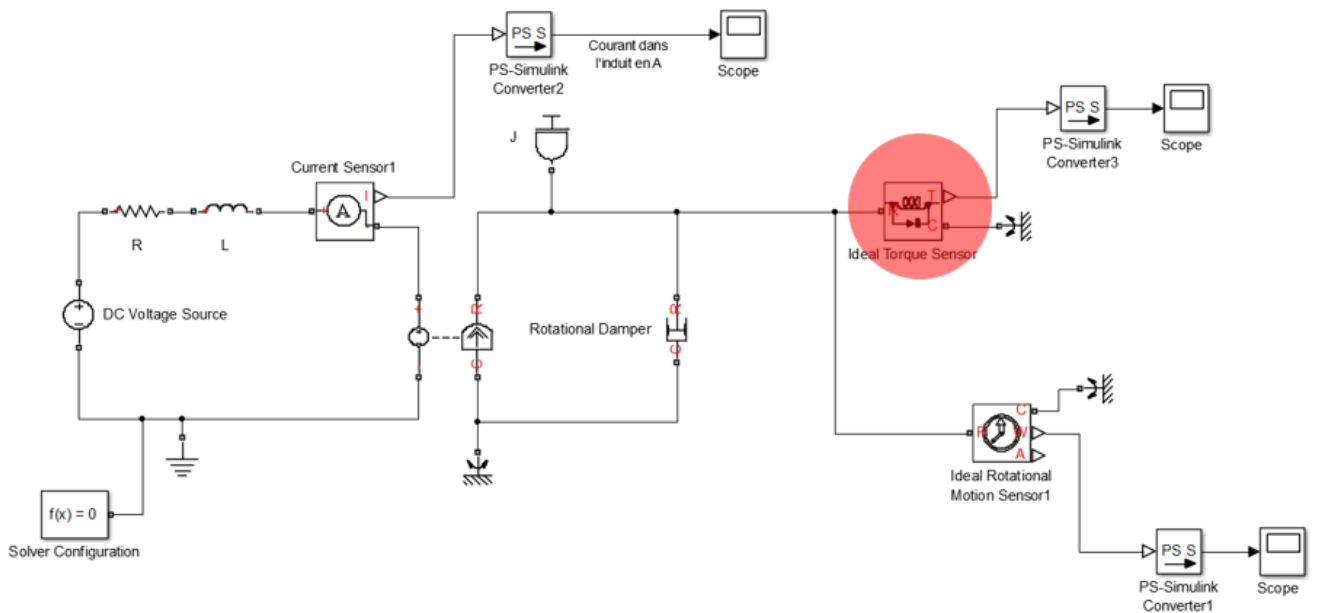 PS S
PS-Simulink
Converter2
Courant dans
l'induit en A
Scope
PS S
PS-Simulink
Converter3
Scope
J
Current Sensor1
I
A
+
-
R
L
T
R
C
Ideal Torque Sensor
+
-
DC Voltage Source
+
-
R
C
Rotational Damper
R
C
C
R
W
A
Ideal Rotational
Motion Sensor1
f(x) = 0
Solver Configuration
PS S
PS-Simulink
Converter1
Scope